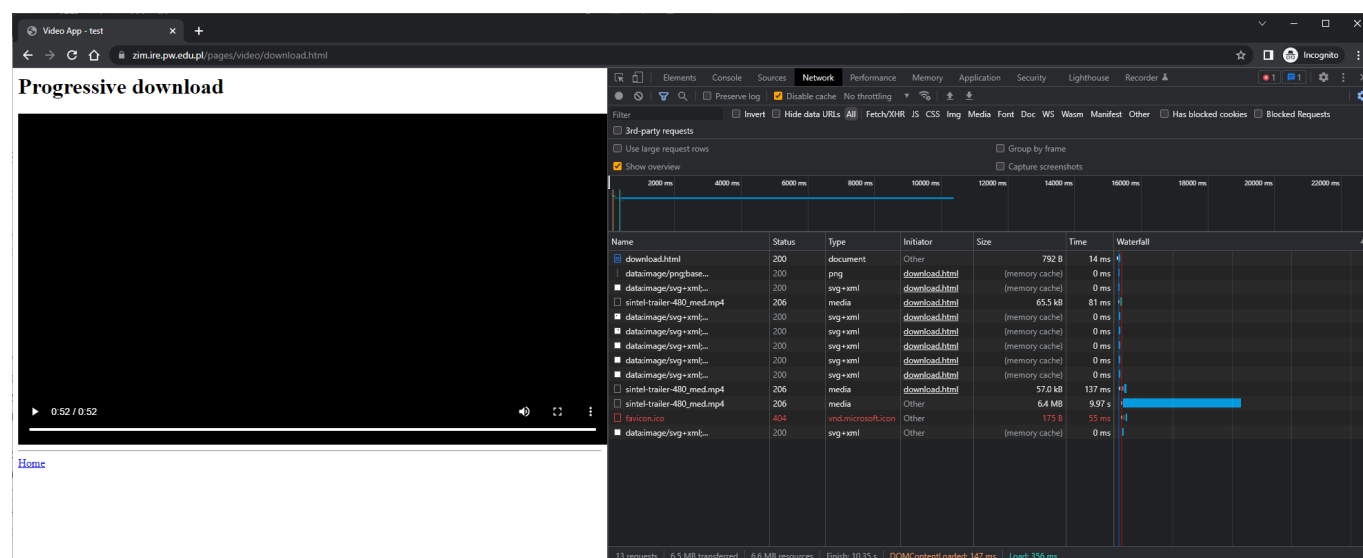 Video App - test
zim.ire.pw.edu.pl/pages/video/download.html
Incognito
Progressive download
0:52 / 0:52
Home
Elements Console Sources Network Performance Memory Application Security Lighthouse Recorder
1 1
Preserve log Disable cache No throttling
Filter Invert Hide data URLs All Fetch/XHR JS CSS Img Media Font Doc WS Wasm Manifest Other Has blocked cookies Blocked Requests
3rd-party requests
Use large request rows Group by frame
Show overview Capture screenshots
2000 ms 4000 ms 6000 ms 8000 ms 10000 ms 12000 ms 14000 ms 16000 ms 18000 ms 20000 ms 22000 ms
Name Status Type Initiator Size Time Waterfall
download.html 200 document Other 792 B 14 ms
data:image/png;base... 200 png download.html (memory cache) 0 ms
data:image/svg+xml;... 200 svg+xml download.html (memory cache) 0 ms
sintel-trailer-480_med.mp4 206 media download.html 65.5 kB 81 ms
data:image/svg+xml;... 200 svg+xml download.html (memory cache) 0 ms
data:image/svg+xml;... 200 svg+xml download.html (memory cache) 0 ms
data:image/svg+xml;... 200 svg+xml download.html (memory cache) 0 ms
data:image/svg+xml;... 200 svg+xml download.html (memory cache) 0 ms
data:image/svg+xml;... 200 svg+xml download.html (memory cache) 0 ms
sintel-trailer-480_med.mp4 206 media download.html 57.0 kB 137 ms
sintel-trailer-480_med.mp4 206 media Other 6.4 MB 9.97 s
favicon.ico 404 vnd.microsoft.icon Other 175 B 55 ms
data:image/svg+xml;... 200 svg+xml Other (memory cache) 0 ms
13 requests 6.5 MB transferred 6.6 MB resources Finish: 10.35 s DOMContentLoaded: 147 ms Load: 356 ms